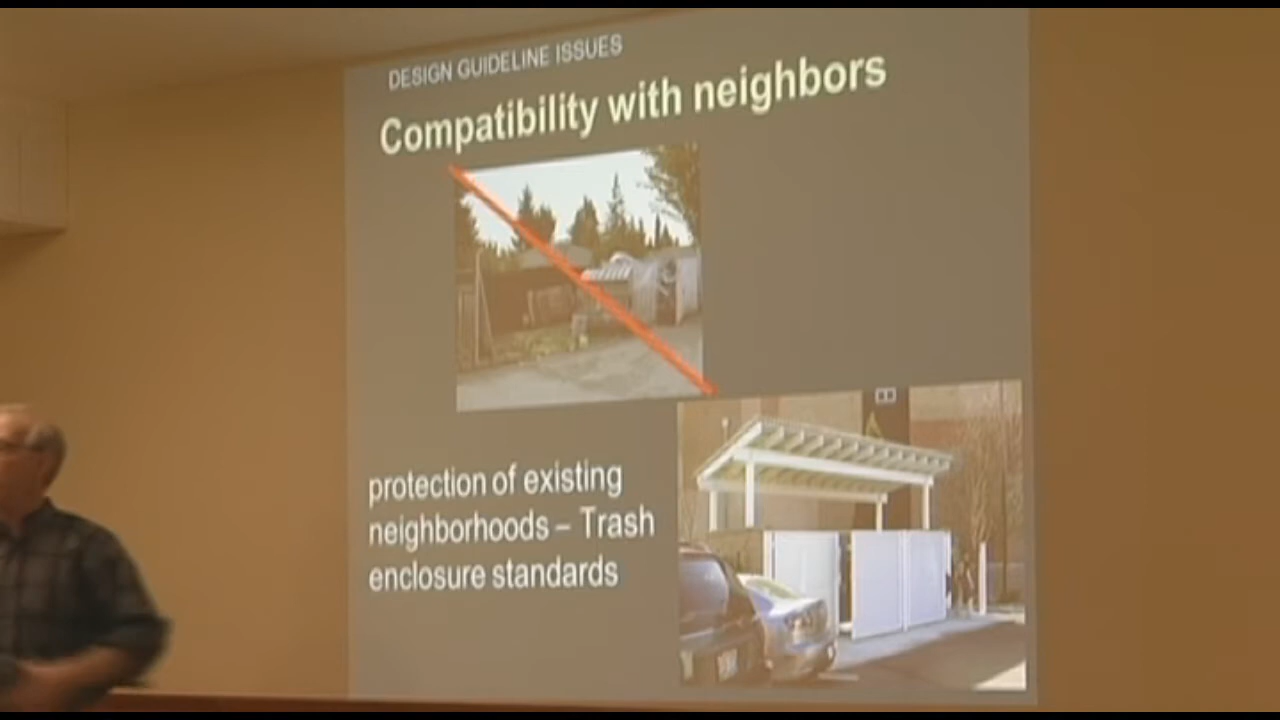 DESIGN GUIDELINE ISSUES
Compatibility with neighbors
protection of existing
neighborhoods – Trash
enclosure standards